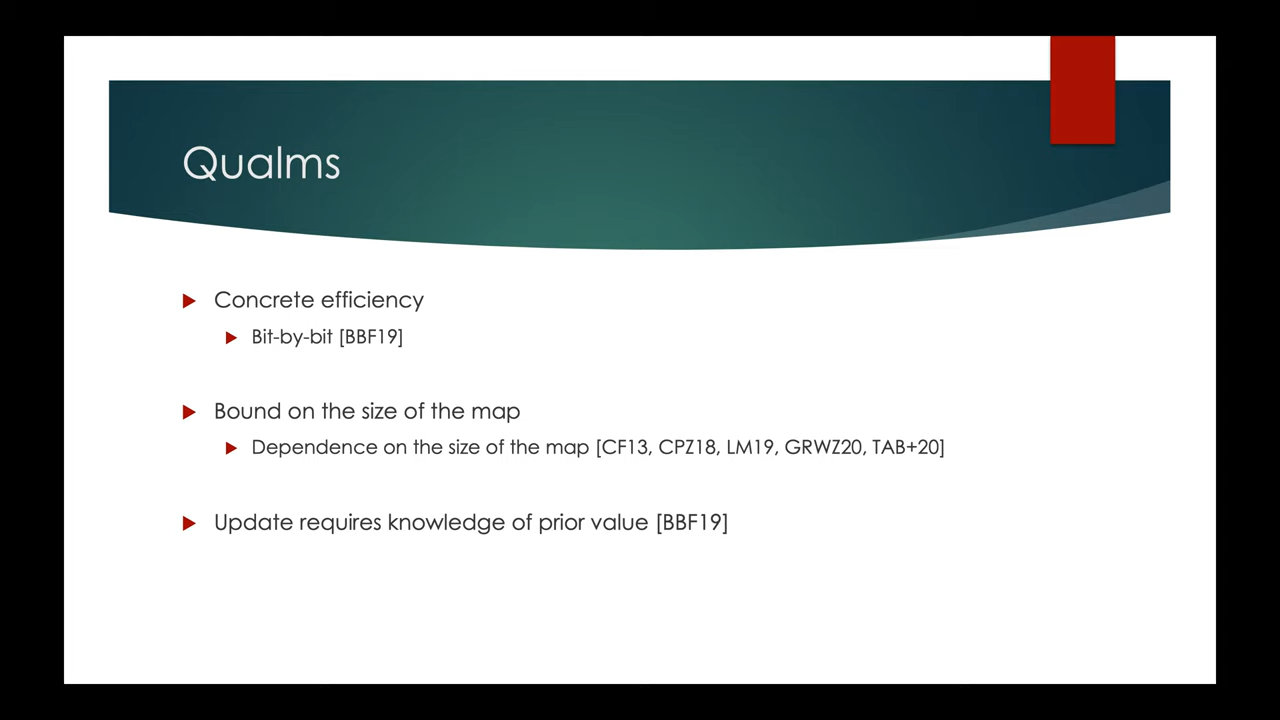 Qualms
Concrete efficiency
Bit-by-bit [BBF19]
Bound on the size of the map
Dependence on the size of the map [CF13, CPZ18, LM19, GRWZ20, TAB+20]
Update requires knowledge of prior value [BBF19]